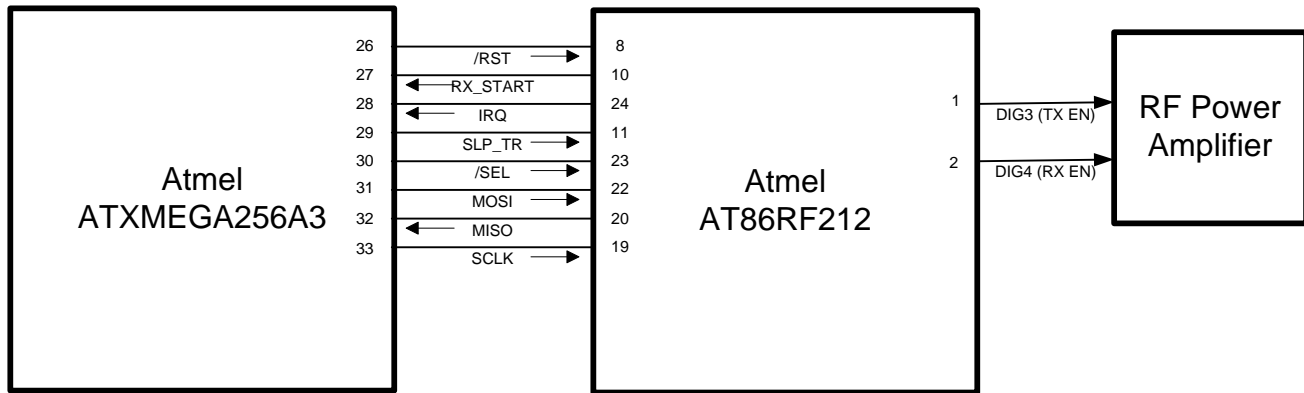 26
/RST
8
27
RX_START
10
28
IRQ
24
29
SLP_TR
11
30
/SEL
23
31
MOSI
22
32
MISO
20
33
SCLK
19
Atmel
ATXMEGA256A3
Atmel
AT86RF212
1
DIG3 (TX EN)
2
DIG4 (RX EN)
RF Power
Amplifier